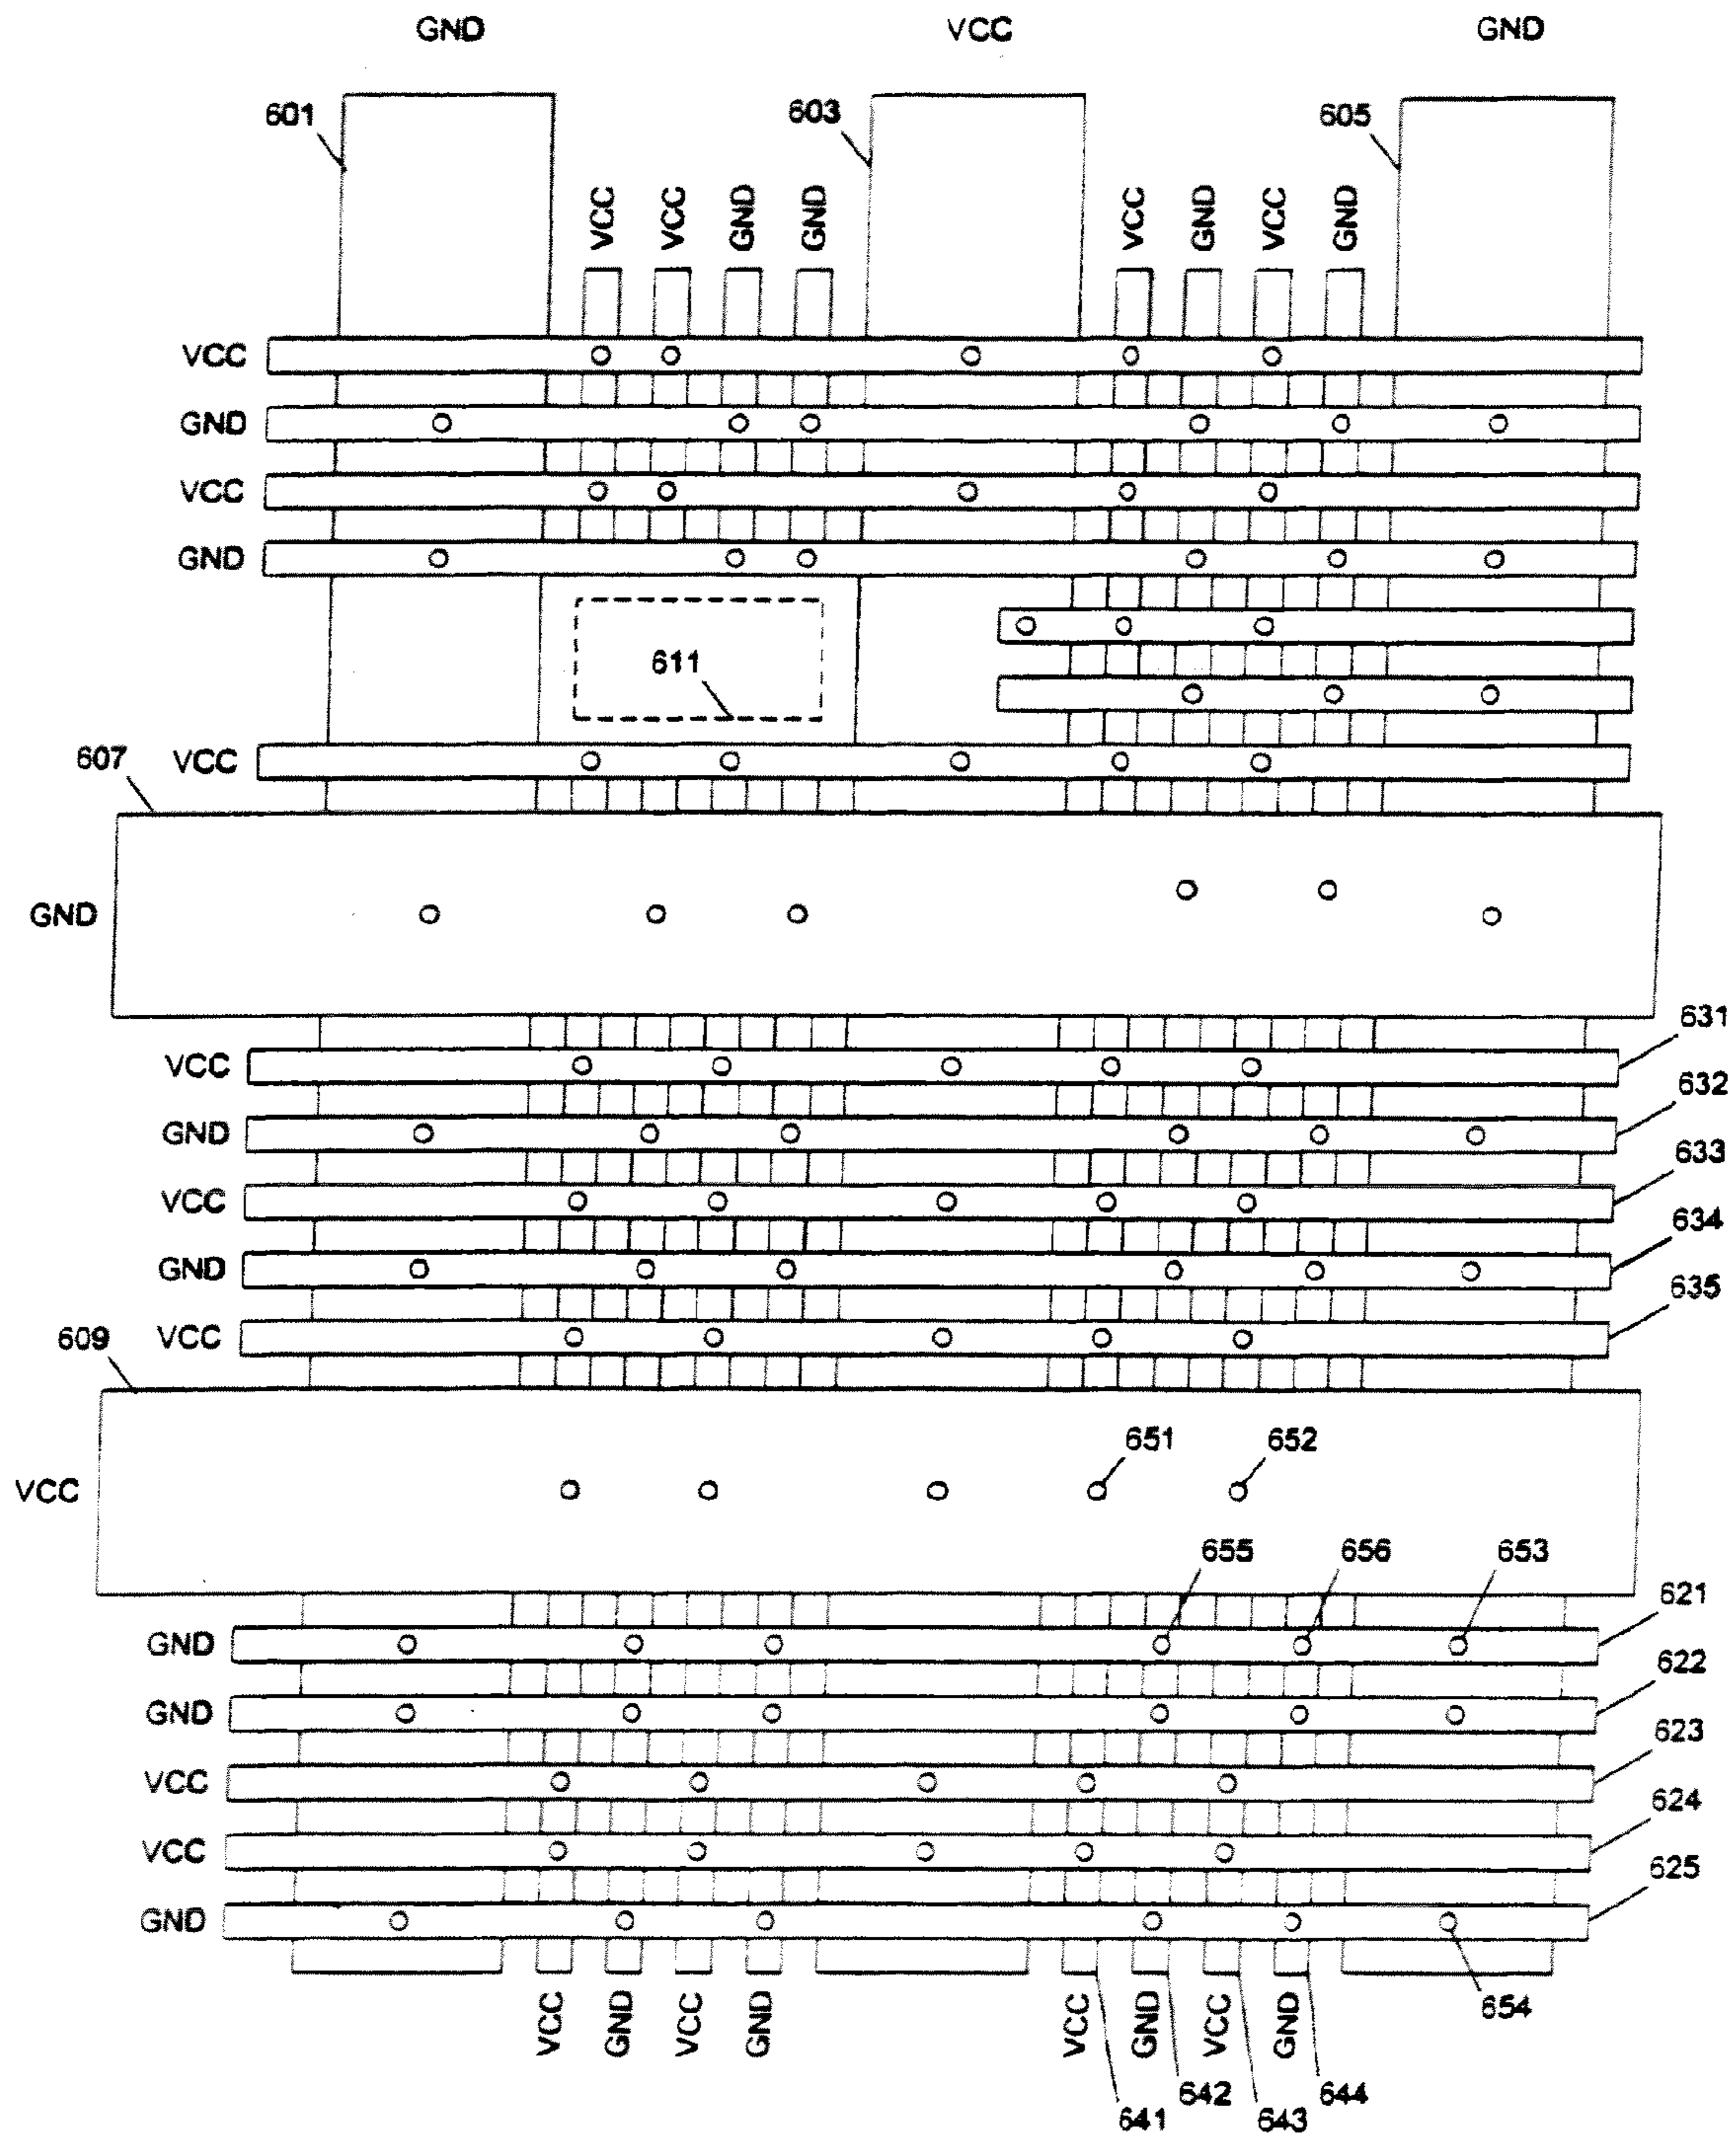 GND VCC GND
601 603 605
VCC VCC GND GND VCC GND VCC GND
VCC
GND
VCC
GND
611
607 VCC
GND
631
VCC
632
GND
633
VCC
634
GND
635
609 VCC
651 652
VCC
655 656 653
621
GND
622
GND
623
VCC
624
VCC
625
GND
654
VCC GND VCC GND VCC GND VCC GND
642 644
641 643